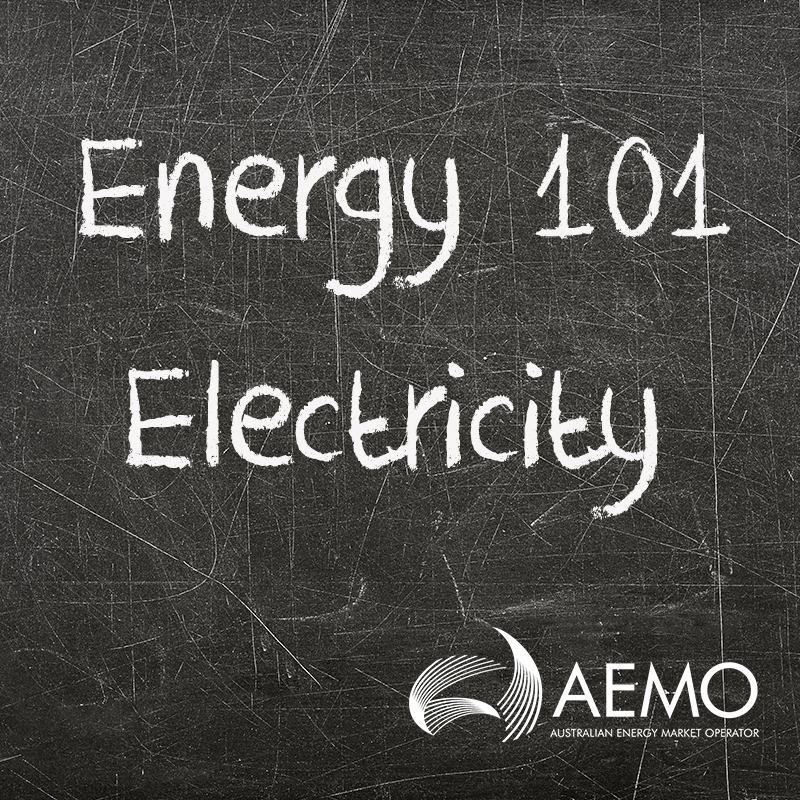 Energy 101
Electricity
AEMO
AUSTRALIAN ENERGY MARKET OPERATOR